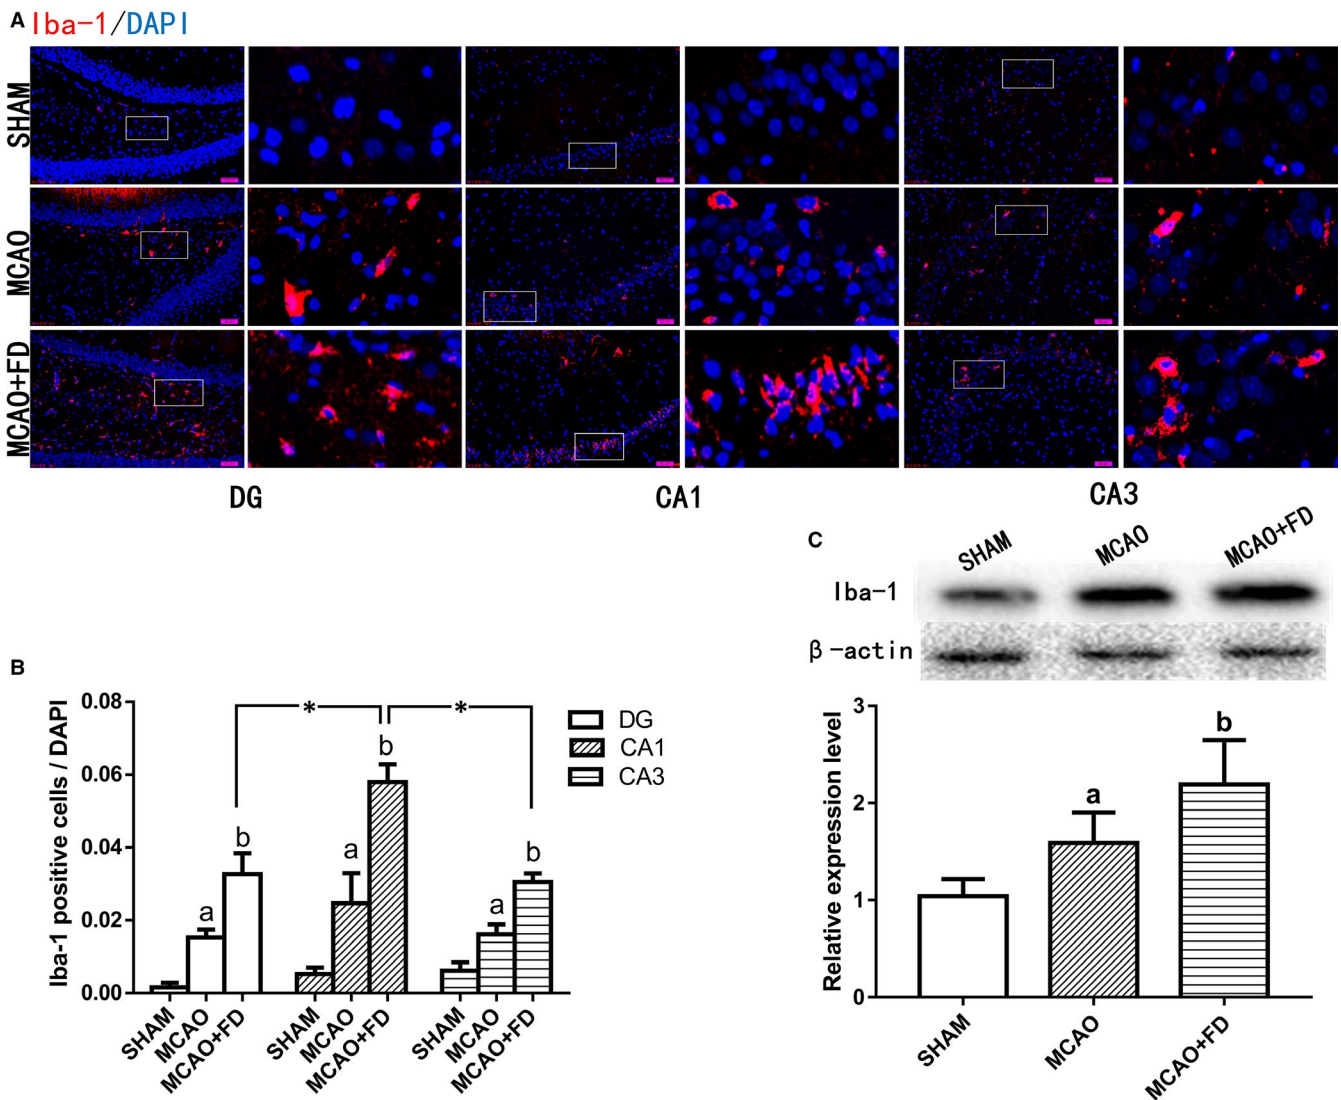 A Iba-1/DAPI
SHAM
MCAO
MCAO+FD
DG CA1 CA3
C
SHAM MCAO MCAO+FD
Iba-1
β-actin
B
Iba-1 positive cells / DAPI
0.08
0.06
0.04
0.02
0.00
* *
a b a b a b
DG
CA1
CA3
SHAM MCAO MCAO+FD SHAM MCAO MCAO+FD SHAM MCAO MCAO+FD
Relative expression level
3
2
1
0
a b
SHAM MCAO MCAO+FD